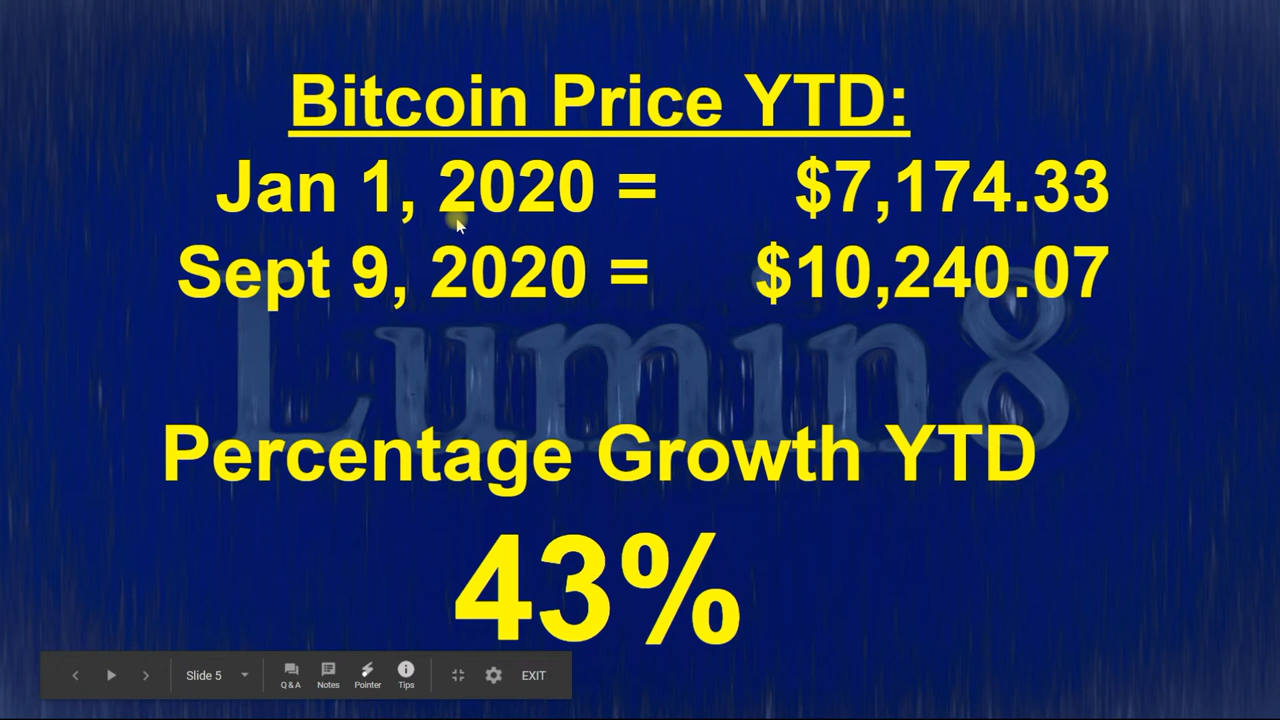 Bitcoin Price YTD:
Jan 1, 2020 = $7,174.33
Sept 9, 2020 = $10,240.07
Lumin8
Percentage Growth YTD
43%
Slide 5
Q&A
Notes
Pointer
Tips
EXIT